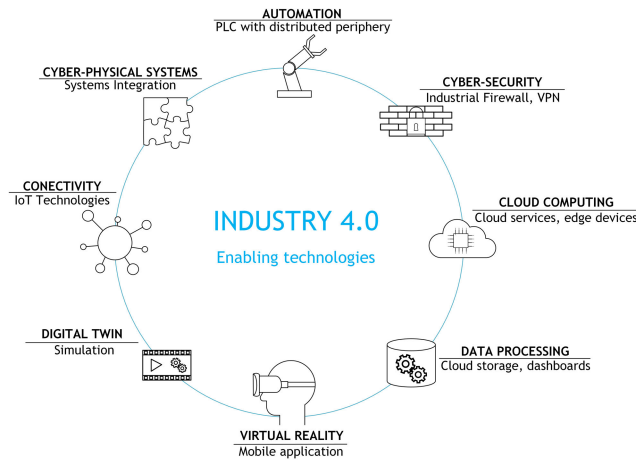 AUTOMATION
PLC with distributed periphery
CYBER-PHYSICAL SYSTEMS
Systems Integration
CYBER-SECURITY
Industrial Firewall, VPN
CONECTIVITY
IoT Technologies
INDUSTRY 4.0
Enabling technologies
CLOUD COMPUTING
Cloud services, edge devices
DIGITAL TWIN
Simulation
DATA PROCESSING
Cloud storage, dashboards
VIRTUAL REALITY
Mobile application